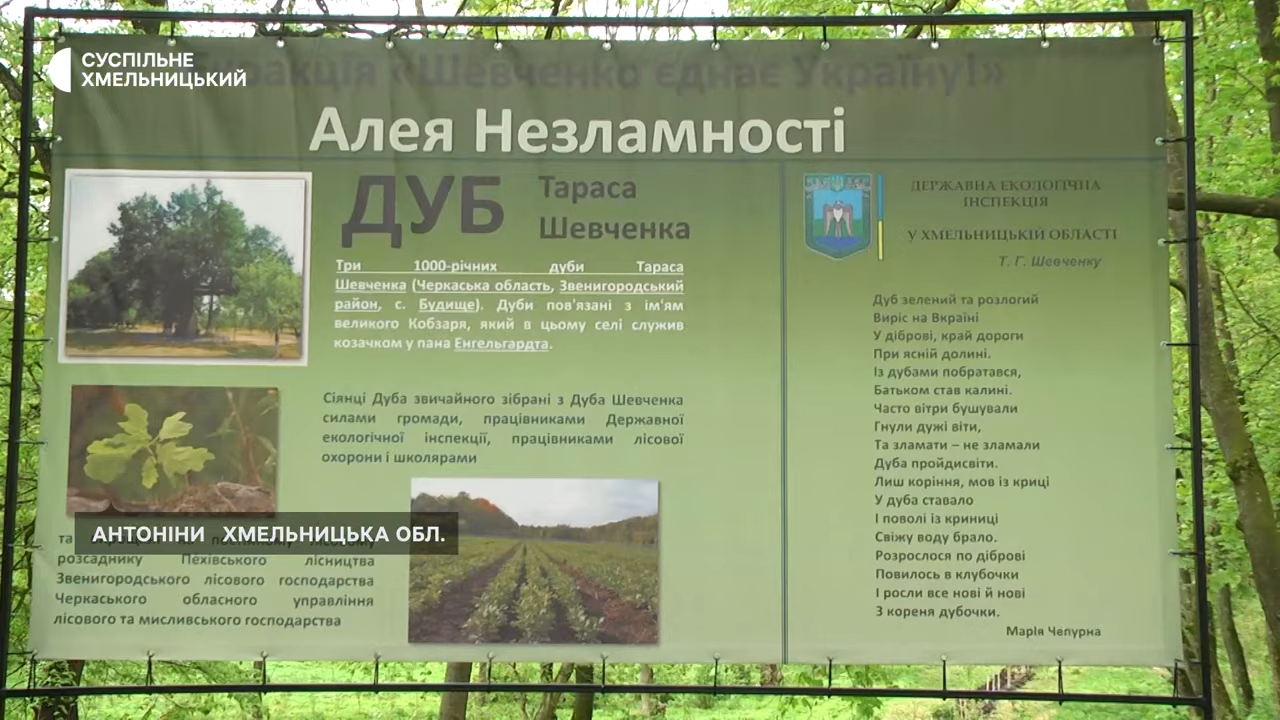 СУСПІЛЬНЕ
ХМЕЛЬНИЦЬКИЙ
«Шевченко єднає Україну!»
Алея Незламності
ДУБ
Тараса
Шевченка
Три 1000-річних дуби Тараса
Шевченка (Черкаська область, Звенигородський
район, с. Будище). Дуби пов'язані з ім'ям
великого Кобзаря, який в цьому селі служив
козачком у пана Енгельгардта.
Сіянці Дуба звичайного зібрані з Дуба Шевченка
силами громади, працівниками Державної
екологічної інспекції, працівниками лісової
охорони і школярами
АНТОНІНИ ХМЕЛЬНИЦЬКА ОБЛ.
та
розсаднику Пехівського лісництва
Звенигородського лісового господарства
Черкаського обласного управління
лісового та мисливського господарства
ДЕРЖАВНА ЕКОЛОГІЧНА
ІНСПЕКЦІЯ
У ХМЕЛЬНИЦЬКІЙ ОБЛАСТІ
Т. Г. Шевченку
Дуб зелений та розлогий
Виріс на Вкраїні
У діброві, край дороги
При ясній долині.
Із дубами побратався,
Батьком став калині.
Часто вітри бушували
Гнули дужі віти,
Та зламати – не зламали
Дуба пройдисвіти.
Лиш коріння, мов із криці
У дуба ставало
І поволі із криниці
Свіжу воду брало.
Розрослося по діброві
Повилось в клубочки
І росли все нові й нові
З кореня дубочки.
Марія Чепурна